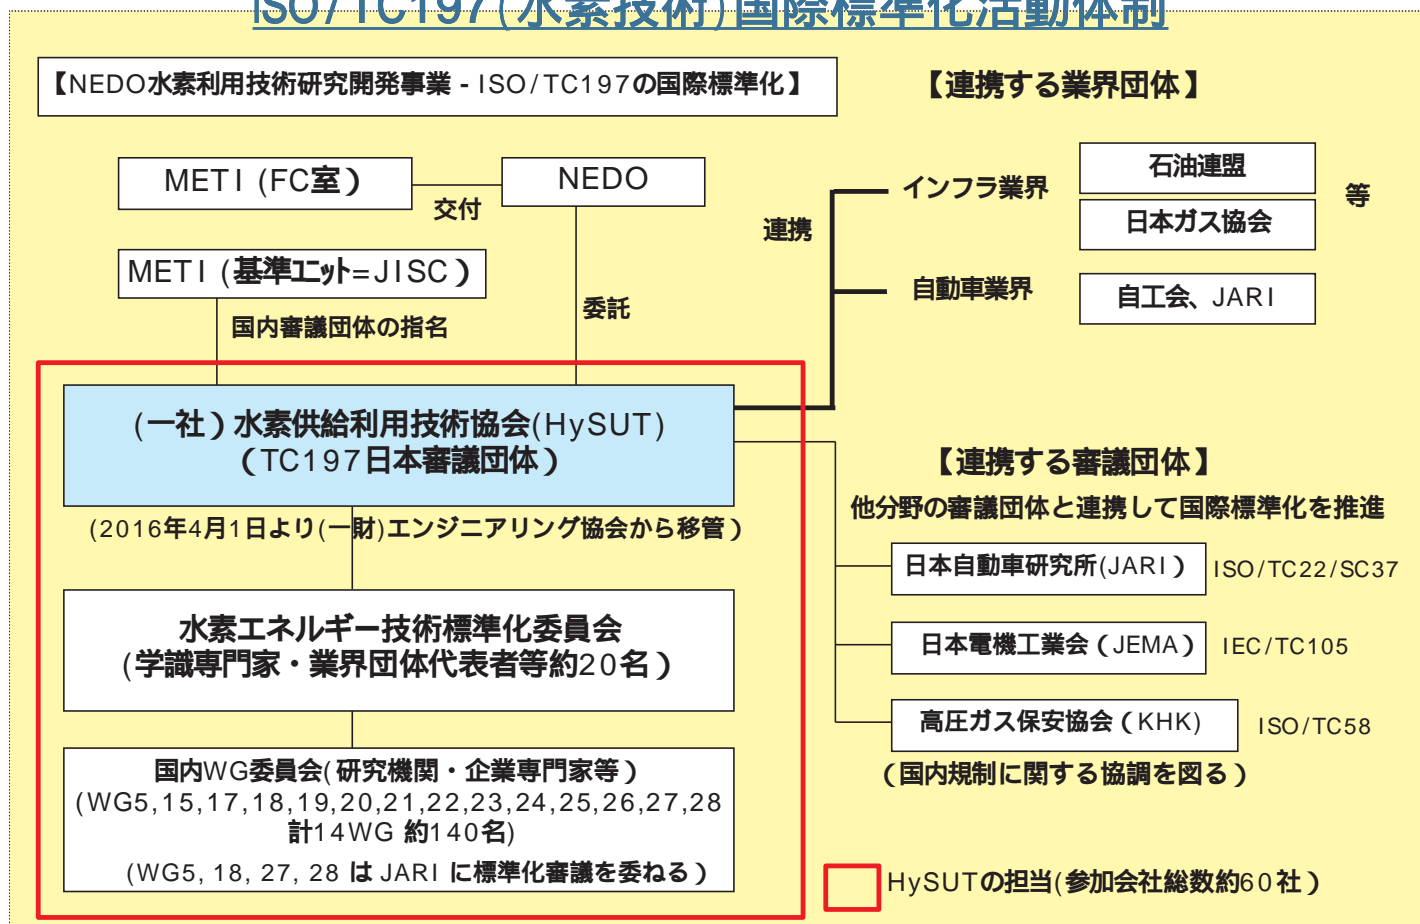 ISO/TC197(水素技術)国際標準化活動体制
【NEDO水素利用技術研究開発事業 - ISO/TC197の国際標準化】
【連携する業界団体】
METI (FC室)
交付
NEDO
METI (基準ユニット=JISC)
国内審議団体の指名
委託
連携
インフラ業界
石油連盟
日本ガス協会
等
自動車業界
自工会、JARI
(一社)水素供給利用技術協会(HySUT)
(TC197日本審議団体)
(2016年4月1日より(一財)エンジニアリング協会から移管)
水素エネルギー技術標準化委員会
(学識専門家・業界団体代表者等約20名)
国内WG委員会(研究機関・企業専門家等)
(WG5,15,17,18,19,20,21,22,23,24,25,26,27,28
計14WG 約140名)
(WG5, 18, 27, 28 は JARI に標準化審議を委ねる)
【連携する審議団体】
他分野の審議団体と連携して国際標準化を推進
日本自動車研究所(JARI) ISO/TC22/SC37
日本電機工業会(JEMA) IEC/TC105
高圧ガス保安協会(KHK) ISO/TC58
(国内規制に関する協調を図る)
HySUTの担当(参加会社総数約60社)